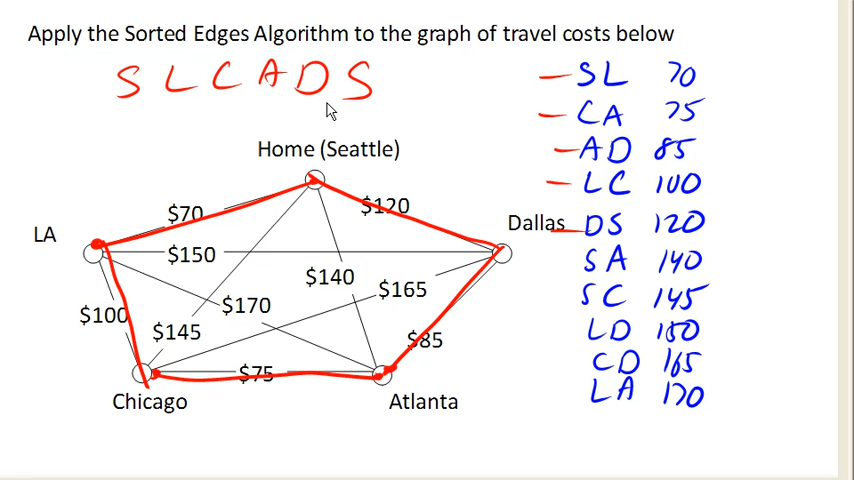 Apply the Sorted Edges Algorithm to the graph of travel costs below
S L C A D S
SL 70
CA 75
AD 85
LC 100
DS 120
SA 140
SC 145
LD 150
CD 165
LA 170
Home (Seattle)
$70
$120
LA
Dallas
$150
$140
$165
$170
$100
$145
$85
$75
Chicago
Atlanta